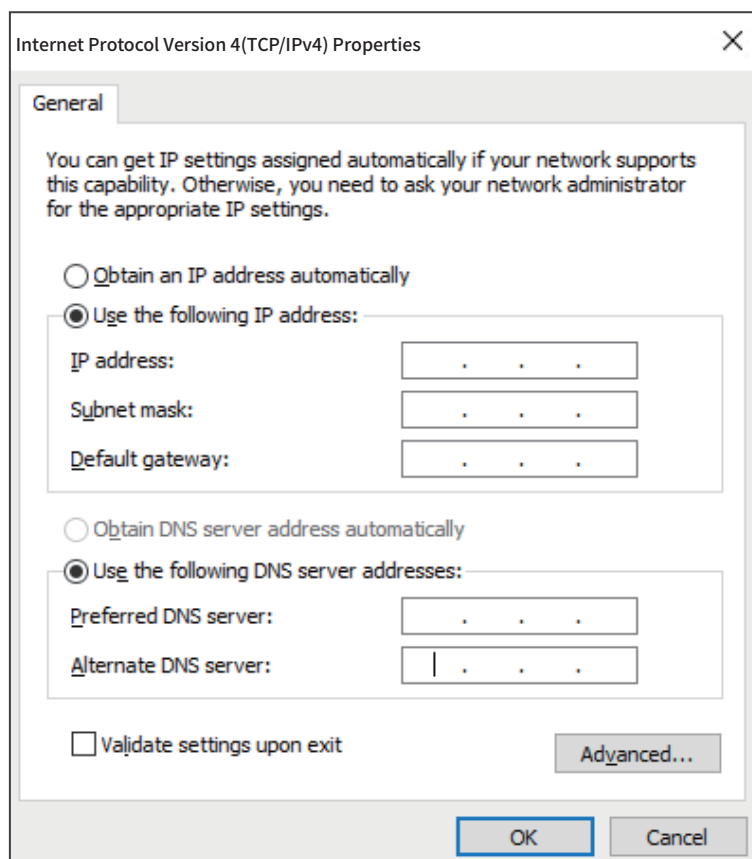 Internet Protocol Version 4(TCP/IPv4) Properties
General
You can get IP settings assigned automatically if your network supports
this capability. Otherwise, you need to ask your network administrator
for the appropriate IP settings.
Obtain an IP address automatically
Use the following IP address:
IP address: . . .
Subnet mask: . . .
Default gateway: . . .
Obtain DNS server address automatically
Use the following DNS server addresses:
Preferred DNS server: . . .
Alternate DNS server: . . .
Validate settings upon exit
Advanced...
OK Cancel